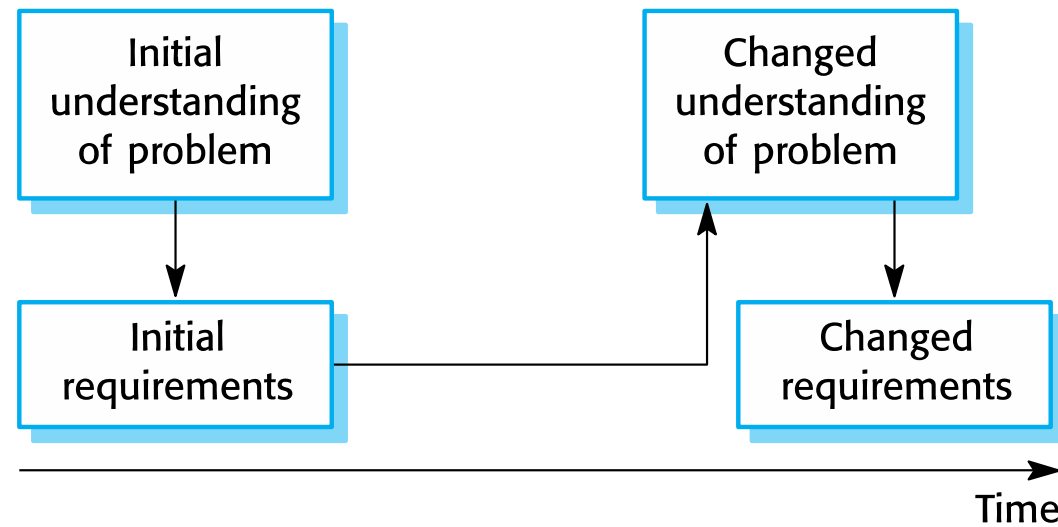 Initial
understanding
of problem
Changed
understanding
of problem
Initial
requirements
Changed
requirements
Time